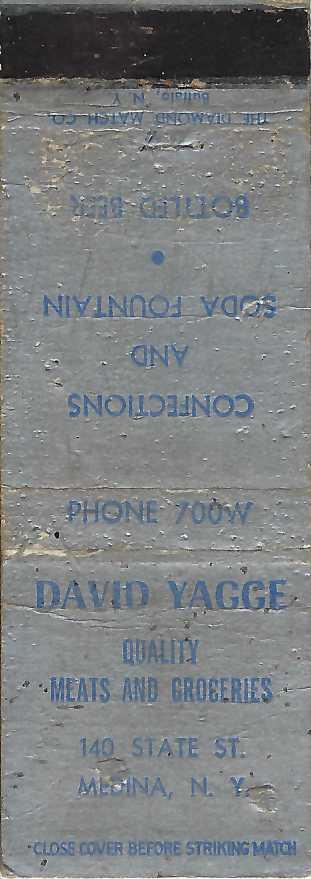 THE DIAMOND MATCH CO.
Buffalo, N. Y.
BOTTLED BEER
•
SODA FOUNTAIN
AND
CONFECTIONS
PHONE 700W
DAVID YAGGE
QUALITY
MEATS AND GROCERIES
140 STATE ST.
MEDINA, N. Y.
CLOSE COVER BEFORE STRIKING MATCH